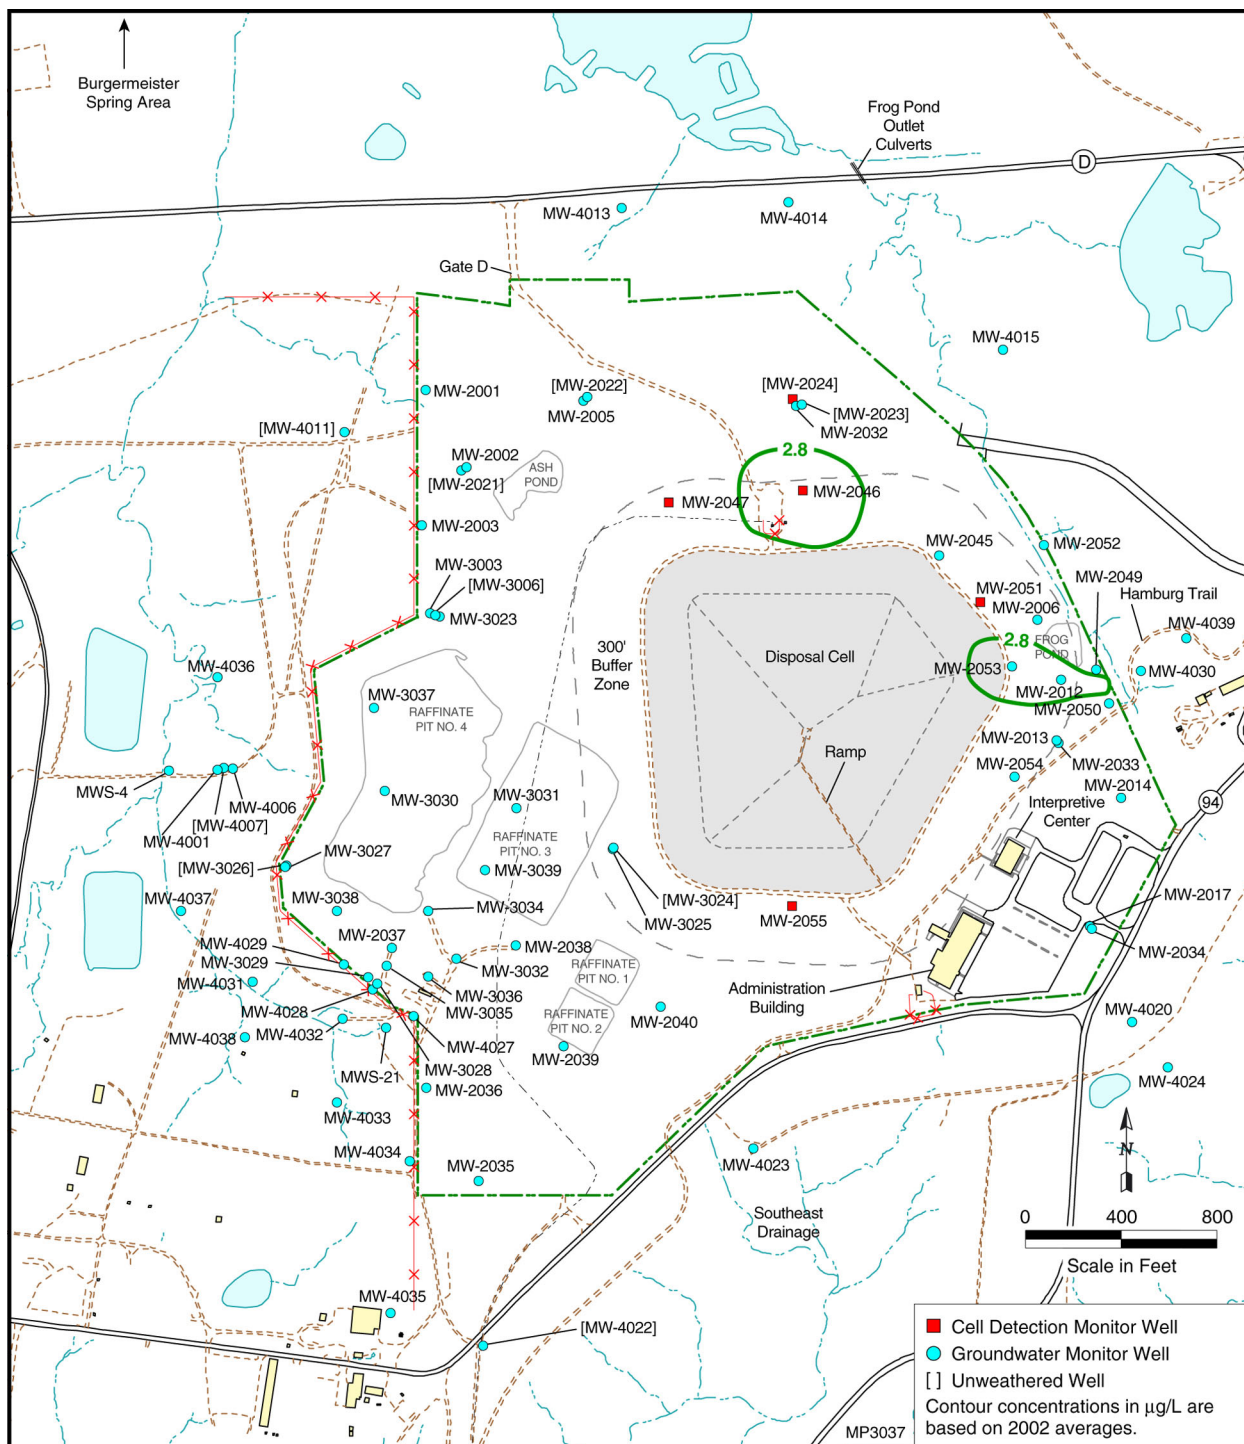 Burgermeister
Spring Area
Frog Pond
Outlet
Culverts
D
MW-4013
MW-4014
Gate D
MW-4015
MW-2001
[MW-2022]
MW-2005
[MW-2024]
[MW-2023]
MW-2032
[MW-4011]
MW-2002
[MW-2021]
ASH
POND
2.8
MW-2046
MW-2047
MW-2003
MW-2045
MW-2052
MW-3003
[MW-3006]
MW-3023
MW-2051
MW-2006
MW-2049
Hamburg Trail
MW-4039
300'
Buffer
Zone
Disposal Cell
2.8
FROG
POND
MW-2053
MW-2012
MW-4030
MW-2050
MW-4036
MW-3037
RAFFINATE
PIT NO. 4
MW-2013
MW-2033
MW-2054
MW-2014
Ramp
MWS-4
MW-4006
[MW-4007]
MW-4001
MW-3030
MW-3031
RAFFINATE
PIT NO. 3
Interpretive
Center
94
MW-3027
[MW-3026]
MW-3039
[MW-3024]
MW-3025
MW-4037
MW-3038
MW-3034
MW-2055
MW-2017
MW-2034
MW-4029
MW-2037
MW-2038
MW-3029
MW-3032
MW-4031
RAFFINATE
PIT NO. 1
MW-3036
MW-3035
Administration
Building
MW-4028
MW-4032
RAFFINATE
PIT NO. 2
MW-2040
MW-4020
MW-4038
MW-4027
MW-2039
MW-3028
MWS-21
MW-2036
MW-4024
MW-4033
N
MW-4034
MW-4023
MW-2035
Southeast
Drainage
0 400 800
Scale in Feet
MW-4035
[MW-4022]
Cell Detection Monitor Well
Groundwater Monitor Well
[ ] Unweathered Well
Contour concentrations in µg/L are
based on 2002 averages.
MP3037